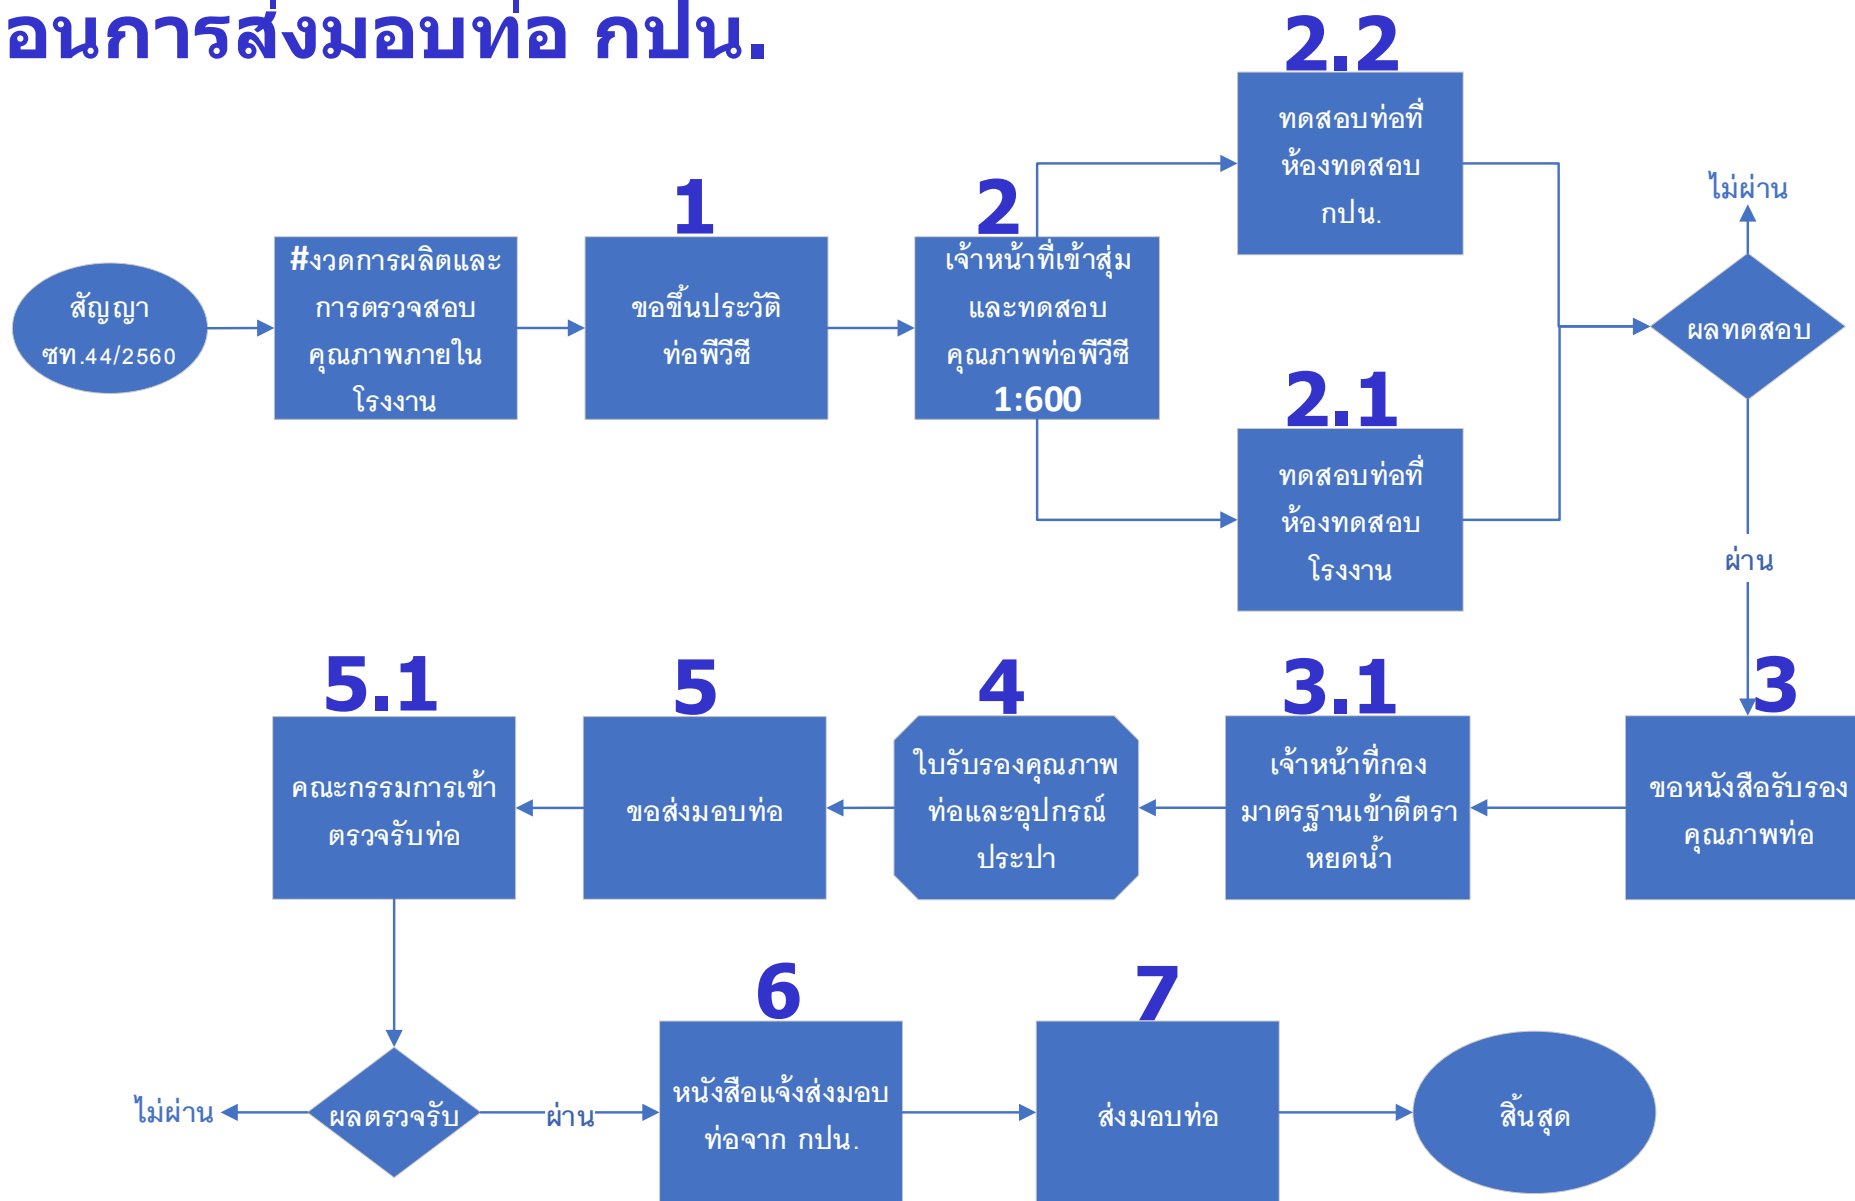 อนการส่งมอบท่อ กปน.
2.2
ทดสอบท่อที่
ห้องทดสอบ
กปน.
1
2
ไม่ผ่าน
สัญญา
ซท.44/2560
#งวดการผลิตและ
การตรวจสอบ
คุณภาพภายใน
โรงงาน
ขอขึ้นประวัติ
ท่อพีวีซี
เจ้าหน้าที่เข้าสุ่ม
และทดสอบ
คุณภาพท่อพีวีซี
1:600
ผลทดสอบ
2.1
ทดสอบท่อที่
ห้องทดสอบ
โรงงาน
ผ่าน
5.1
5
4
3.1
3
คณะกรรมการเข้า
ตรวจรับท่อ
ขอส่งมอบท่อ
ใบรับรองคุณภาพ
ท่อและอุปกรณ์
ประปา
เจ้าหน้าที่กอง
มาตรฐานเข้าตีตรา
หยดน้ำ
ขอหนังสือรับรอง
คุณภาพท่อ
6
7
ไม่ผ่าน
ผลตรวจรับ
ผ่าน
หนังสือแจ้งส่งมอบ
ท่อจาก กปน.
ส่งมอบท่อ
สิ้นสุด